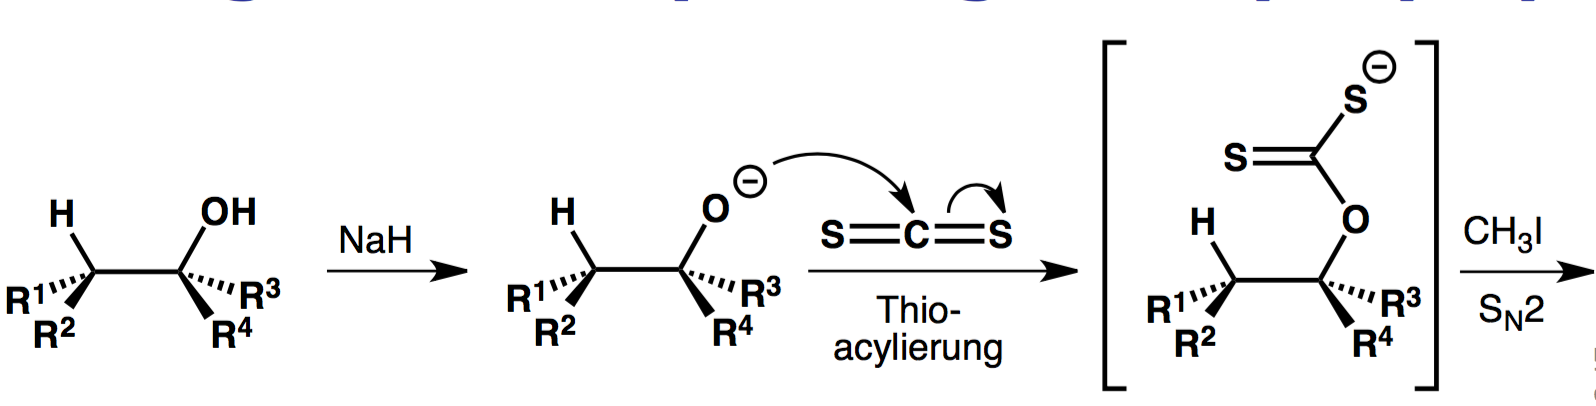 H OH
R¹ R³
R² R⁴
NaH
H O ⊖
R¹ R³
R² R⁴
S=C=S
Thio-
acylierung
S ⊖
S
O
H
R¹ R³
R² R⁴
CH₃I
Sₙ2